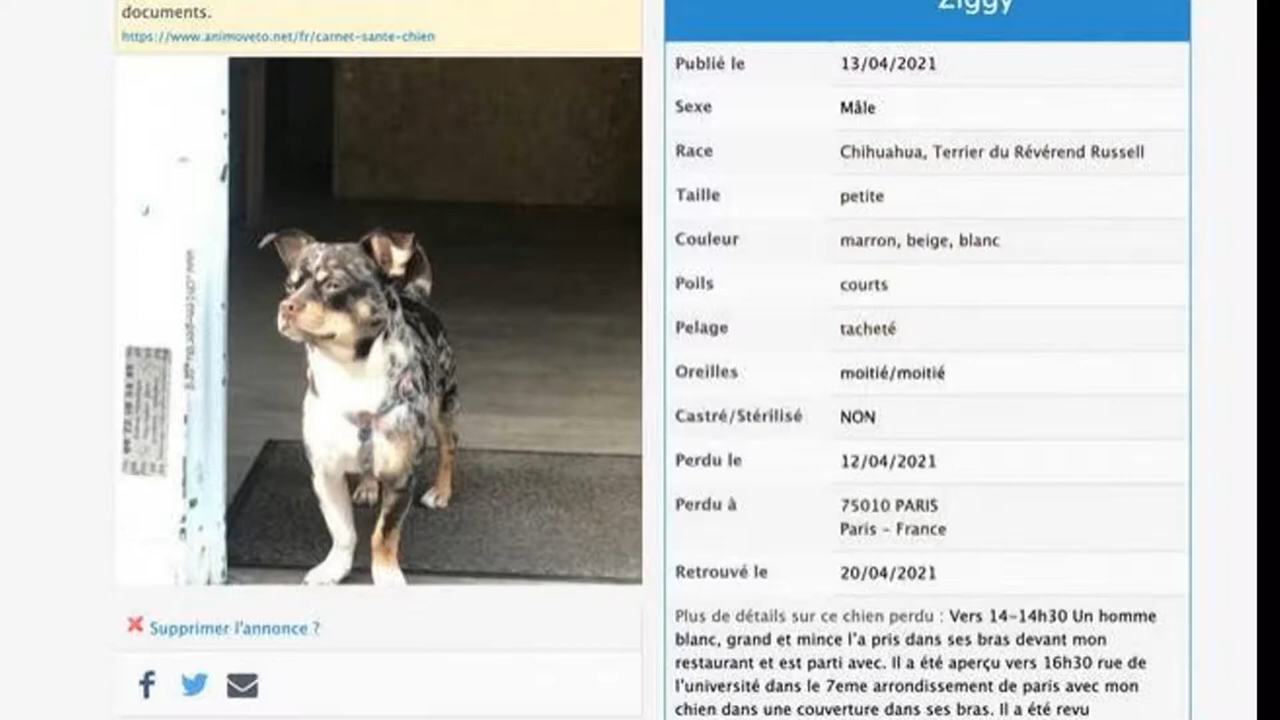 documents.
https://www.animoveto.net/fr/carnet-sante-chien
Ziggy
Publié le 13/04/2021
Sexe Mâle
Race Chihuahua, Terrier du Révérend Russell
Taille petite
Couleur marron, beige, blanc
Poils courts
Pelage tacheté
Oreilles moitié/moitié
Castré/Stérilisé NON
Perdu le 12/04/2021
Perdu à 75010 PARIS
Paris - France
Retrouvé le 20/04/2021
Plus de détails sur ce chien perdu : Vers 14-14h30 Un homme
blanc, grand et mince l'a pris dans ses bras devant mon
restaurant et est parti avec. Il a été aperçu vers 16h30 rue de
l'université dans le 7eme arrondissement de paris avec mon
chien dans une couverture dans ses bras. Il a été revu
Supprimer l'annonce ?